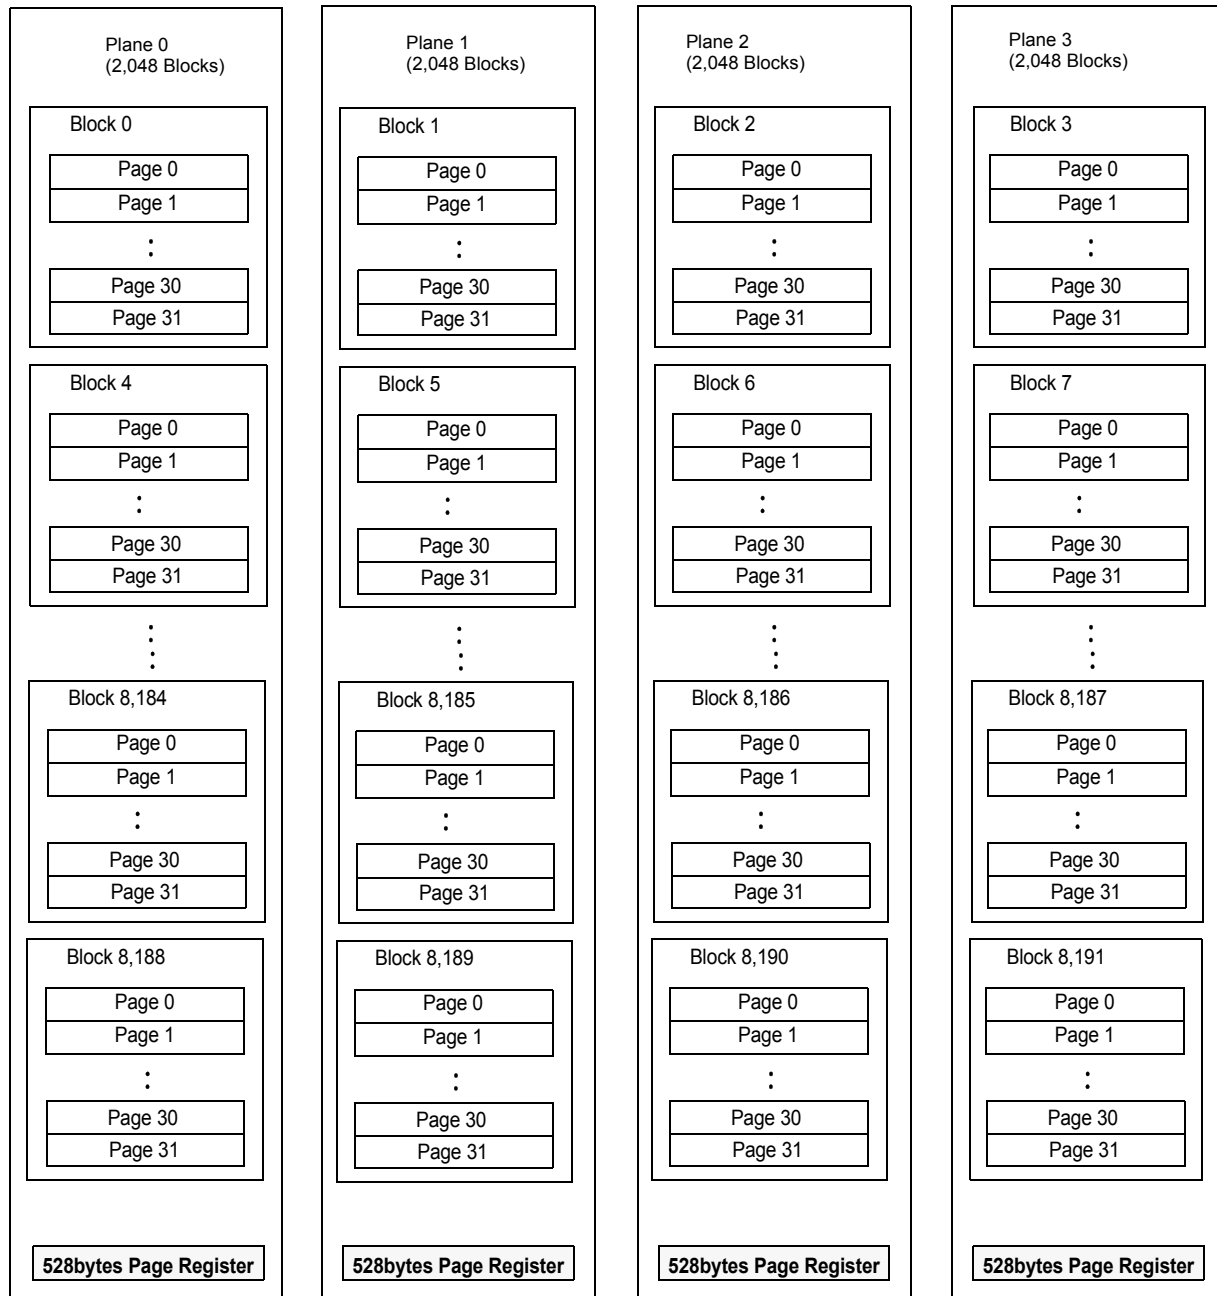 Plane 0
(2,048 Blocks)
Block 0
Page 0
Page 1
Page 30
Page 31
Block 4
Page 0
Page 1
Page 30
Page 31
Block 8,184
Page 0
Page 1
Page 30
Page 31
Block 8,188
Page 0
Page 1
Page 30
Page 31
528bytes Page Register
Plane 1
(2,048 Blocks)
Block 1
Page 0
Page 1
Page 30
Page 31
Block 5
Page 0
Page 1
Page 30
Page 31
Block 8,185
Page 0
Page 1
Page 30
Page 31
Block 8,189
Page 0
Page 1
Page 30
Page 31
528bytes Page Register
Plane 2
(2,048 Blocks)
Block 2
Page 0
Page 1
Page 30
Page 31
Block 6
Page 0
Page 1
Page 30
Page 31
Block 8,186
Page 0
Page 1
Page 30
Page 31
Block 8,190
Page 0
Page 1
Page 30
Page 31
528bytes Page Register
Plane 3
(2,048 Blocks)
Block 3
Page 0
Page 1
Page 30
Page 31
Block 7
Page 0
Page 1
Page 30
Page 31
Block 8,187
Page 0
Page 1
Page 30
Page 31
Block 8,191
Page 0
Page 1
Page 30
Page 31
528bytes Page Register